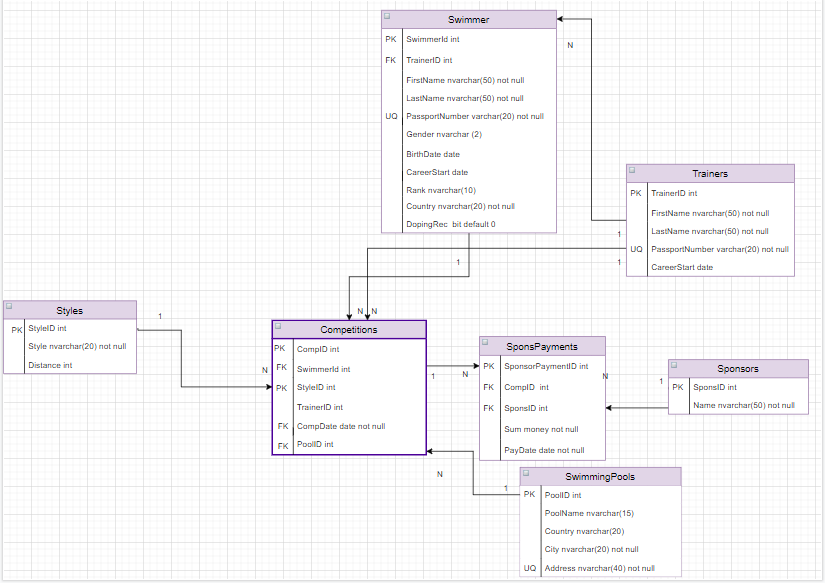 Swimmer
PK SwimmerId int
FK TrainerID int
FirstName nvarchar(50) not null
LastName nvarchar(50) not null
UQ PassportNumber varchar(20) not null
Gender nvarchar (2)
BirthDate date
CareerStart date
Rank nvarchar(10)
Country nvarchar(20) not null
DopingRec bit default 0
N
Trainers
PK TrainerID int
FirstName nvarchar(50) not null
LastName nvarchar(50) not null
UQ PassportNumber varchar(20) not null
CareerStart date
1
1
1
N N
Styles
PK StyleID int
Style nvarchar(20) not null
Distance int
1
N
Competitions
PK CompID int
FK SwimmerId int
PK StyleID int
TrainerID int
FK CompDate date not null
FK PoolID int
1 N
SponsPayments
PK SponsorPaymentID int
FK CompID int
FK SponsID int
Sum money not null
PayDate date not null
N 1
Sponsors
PK SponsID int
Name nvarchar(50) not null
N 1
SwimmingPools
PK PoolID int
PoolName nvarchar(15)
Country nvarchar(20)
City nvarchar(20) not null
UQ Address nvarchar(40) not null